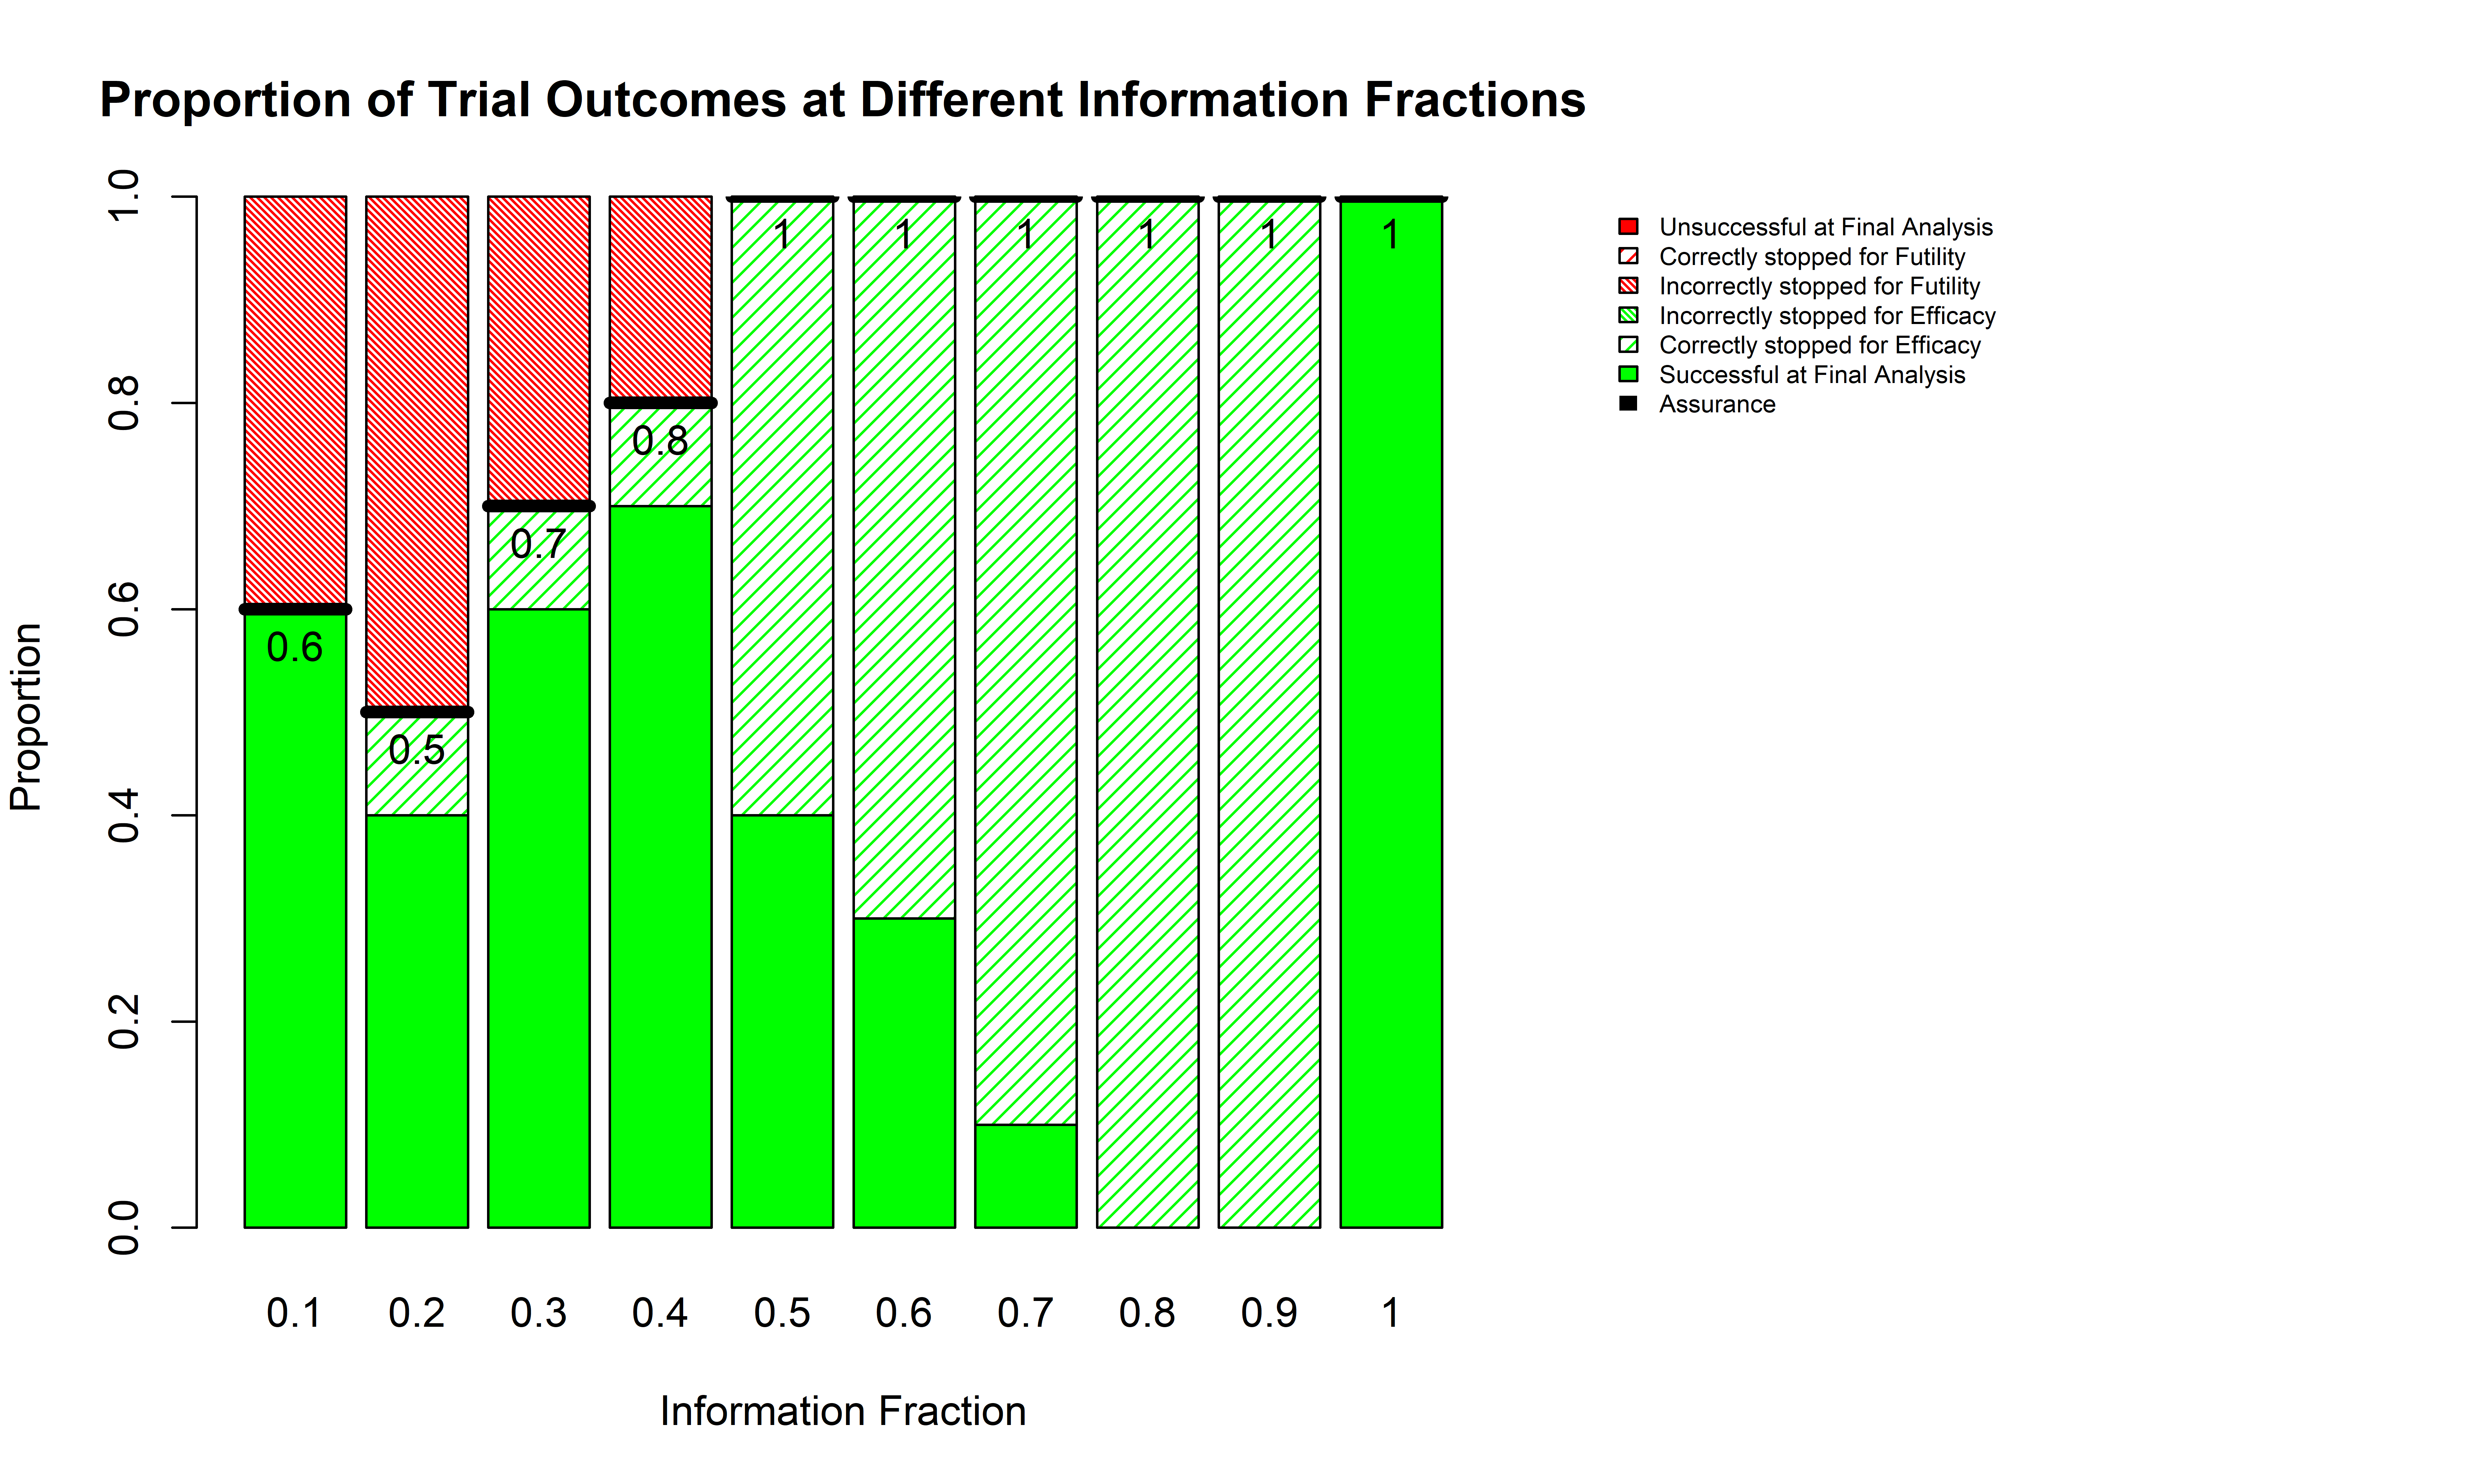 Proportion of Trial Outcomes at Different Information Fractions
Proportion
1.0
0.8
0.6
0.4
0.2
0.0
0.6
0.5
0.7
0.8
1
1
1
1
1
1
0.1
0.2
0.3
0.4
0.5
0.6
0.7
0.8
0.9
1
Information Fraction
Unsuccessful at Final Analysis
Correctly stopped for Futility
Incorrectly stopped for Futility
Incorrectly stopped for Efficacy
Correctly stopped for Efficacy
Successful at Final Analysis
Assurance